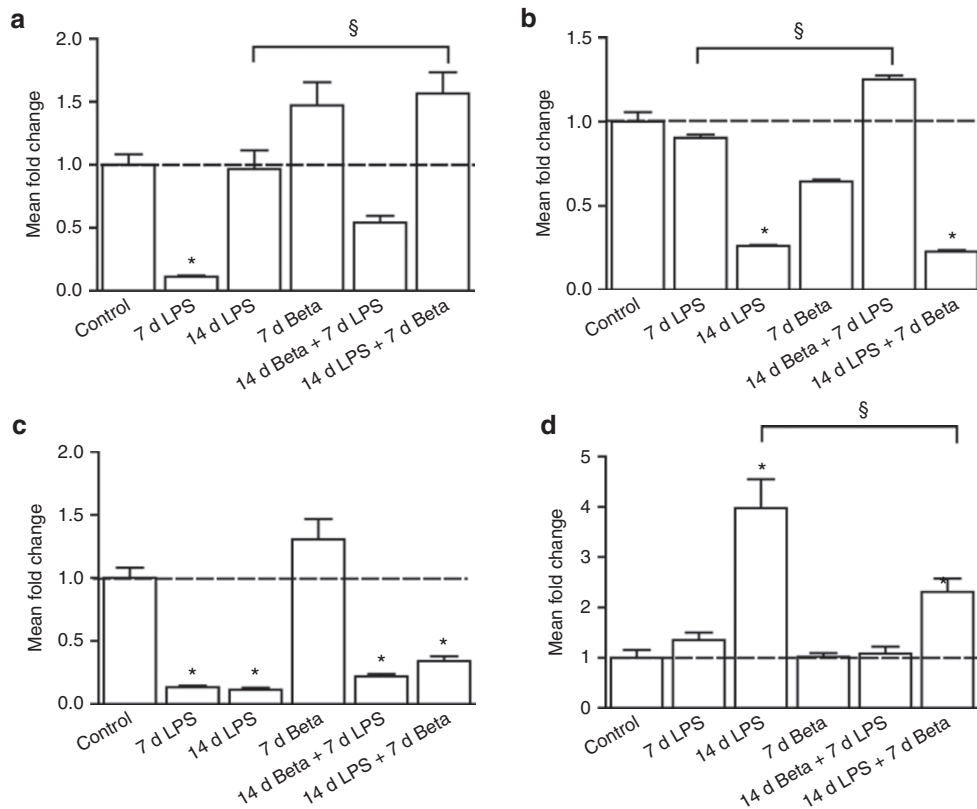 a
§
2.0
1.5
1.0
0.5
0.0
Mean fold change
*
Control
7 d LPS
14 d LPS
7 d Beta
14 d Beta + 7 d LPS
14 d LPS + 7 d Beta
b
§
1.5
1.0
0.5
0.0
Mean fold change
*
*
Control
7 d LPS
14 d LPS
7 d Beta
14 d Beta + 7 d LPS
14 d LPS + 7 d Beta
c
2.0
1.5
1.0
0.5
0.0
Mean fold change
*
*
*
*
Control
7 d LPS
14 d LPS
7 d Beta
14 d Beta + 7 d LPS
14 d LPS + 7 d Beta
d
§
5
4
3
2
1
0
Mean fold change
*
*
Control
7 d LPS
14 d LPS
7 d Beta
14 d Beta + 7 d LPS
14 d LPS + 7 d Beta